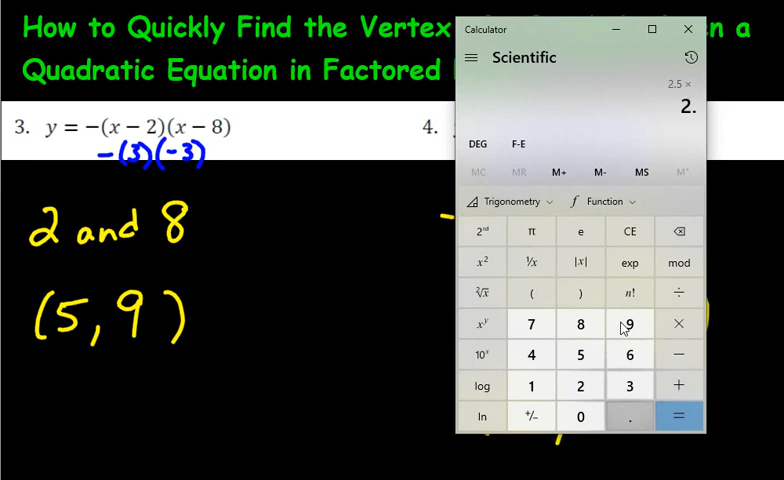 How to Quickly Find the Vertex
Quadratic Equation in Factored
3. y = −(x − 2)(x − 8)
4.
-(3)(-3)
2 and 8
(5, 9)
Calculator
Scientific
2.5 ×
2.
DEG F-E
MC MR M+ M- MS M˅
Trigonometry Function
2ⁿᵈ π e CE
x² ¹/x |x| exp mod
²√x ( ) n! ÷
xʸ 7 8 9 ×
10ˣ 4 5 6 −
log 1 2 3 +
ln +/− 0 . =